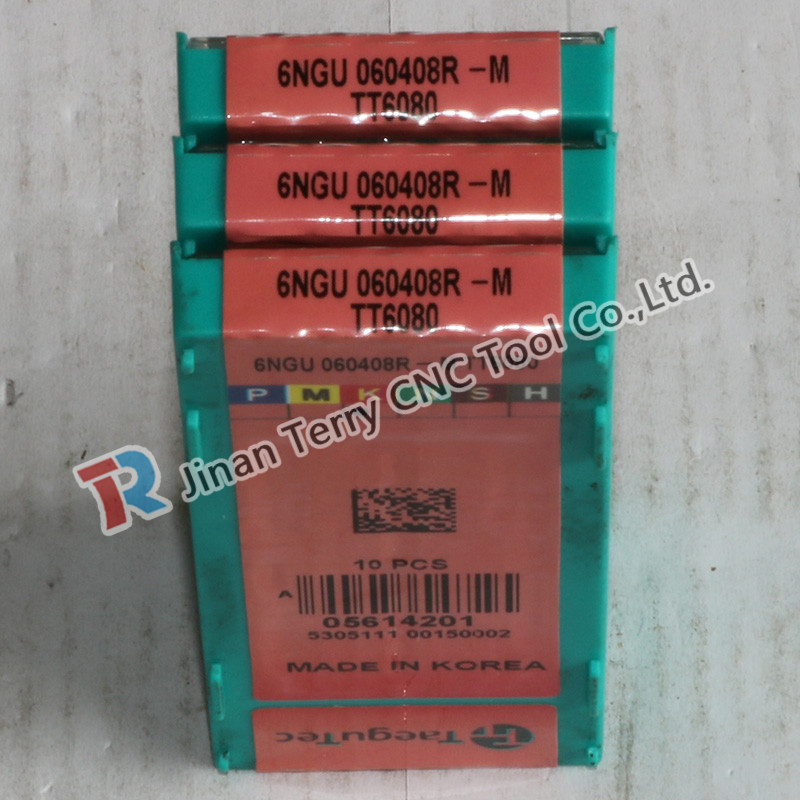 6NGU 060408R -M
TT6080
6NGU 060408R -M
TT6080
6NGU 060408R -M
TT6080
6NGU 060408R
P M K S H
TR Jinan Terry CNC Tool Co.,Ltd.
10 PCS
A
05614201
5305111 00150002
MADE IN KOREA
TaeguTec